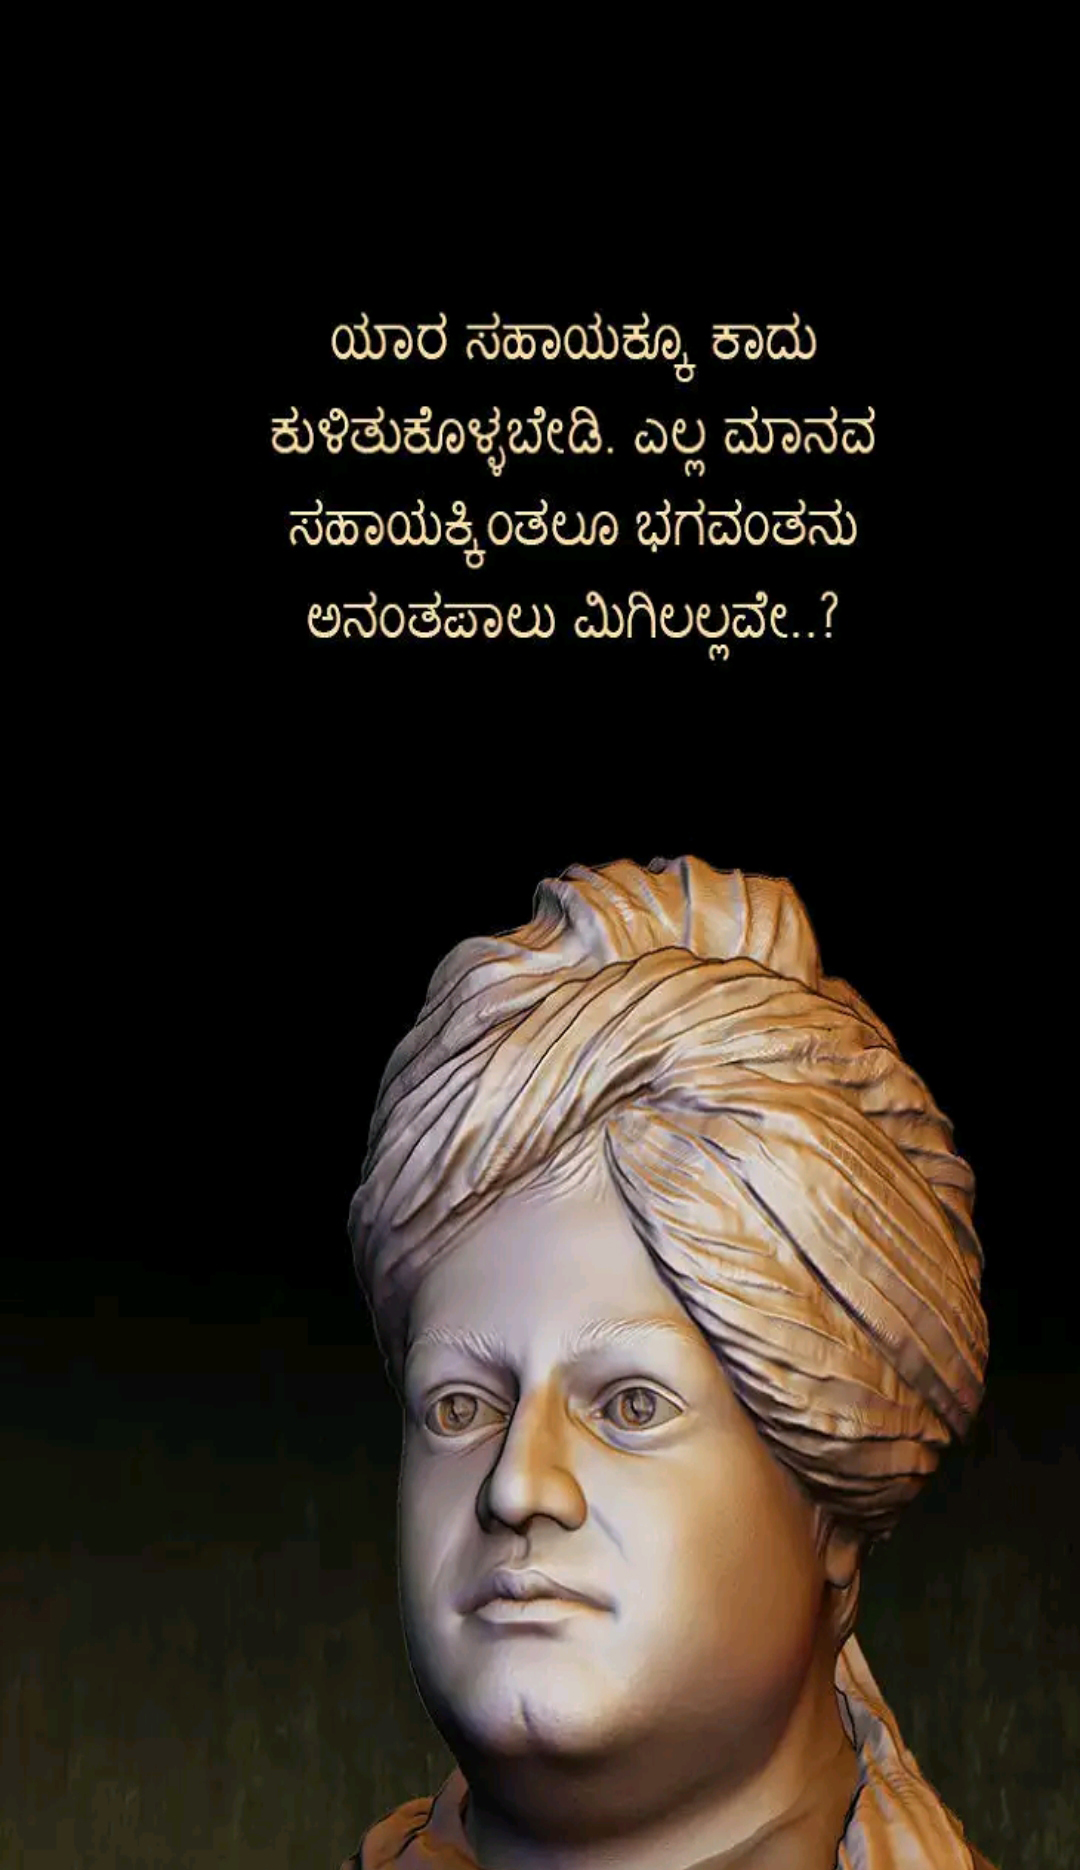 ಯಾರ ಸಹಾಯಕ್ಕೂ ಕಾದು
ಕುಳಿತುಕೊಳ್ಳಬೇಡಿ. ಎಲ್ಲ ಮಾನವ
ಸಹಾಯಕ್ಕಿಂತಲೂ ಭಗವಂತನು
ಅನಂತಪಾಲು ಮಿಗಿಲಲ್ಲವೇ..?